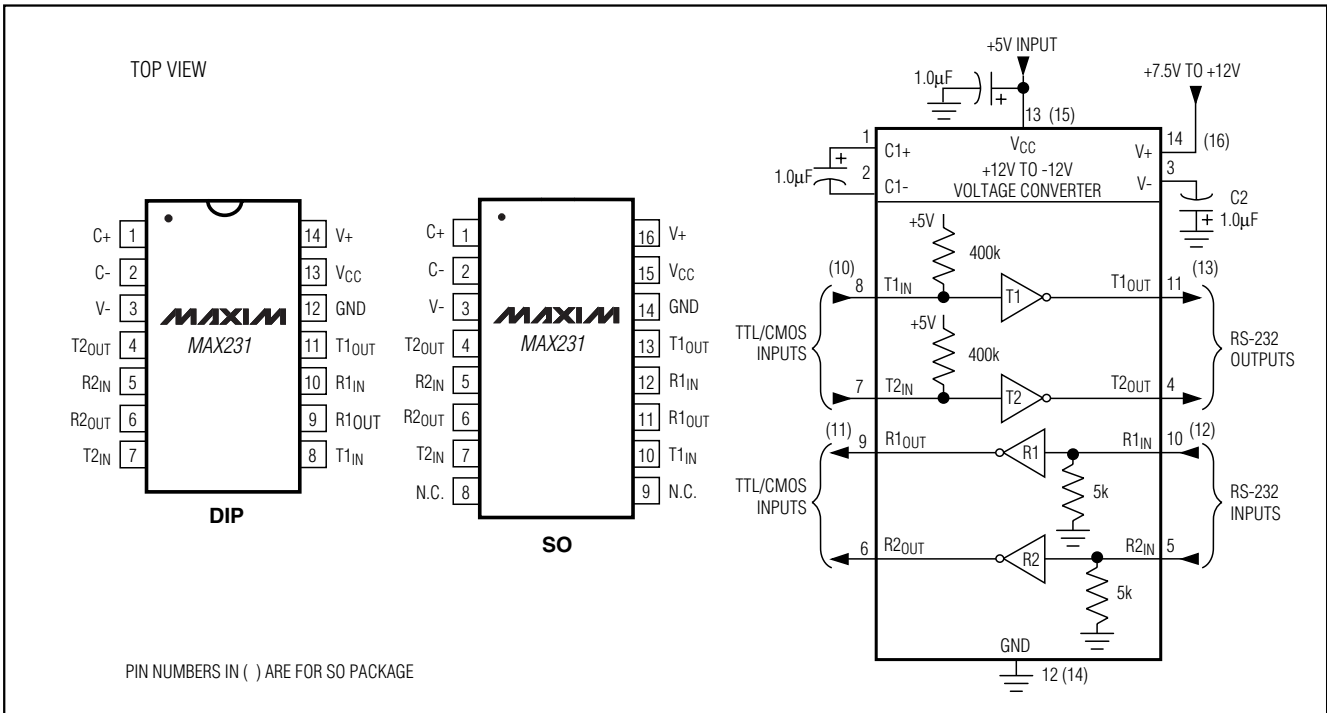 TOP VIEW
C+ 1
C- 2
V- 3
T2OUT 4
R2IN 5
R2OUT 6
T2IN 7
14 V+
13 VCC
12 GND
11 T1OUT
10 R1IN
9 R1OUT
8 T1IN
MAXIM
MAX231
DIP
C+ 1
C- 2
V- 3
T2OUT 4
R2IN 5
R2OUT 6
T2IN 7
N.C. 8
16 V+
15 VCC
14 GND
13 T1OUT
12 R1IN
11 R1OUT
10 T1IN
9 N.C.
MAXIM
MAX231
SO
PIN NUMBERS IN ( ) ARE FOR SO PACKAGE
+5V INPUT
1.0µF
+
13 (15)
+7.5V TO +12V
1
C1+
+
1.0µF
2
C1-
VCC
+12V TO -12V
VOLTAGE CONVERTER
V+
14
(16)
V-
3
C2
+ 1.0µF
+5V
400k
(10)
8
T1IN
T1
T1OUT
11
(13)
TTL/CMOS
INPUTS
+5V
400k
RS-232
OUTPUTS
7
T2IN
T2
T2OUT
4
(11)
9
R1OUT
R1
R1IN
10
(12)
TTL/CMOS
INPUTS
5k
RS-232
INPUTS
6
R2OUT
R2
R2IN
5
5k
GND
12 (14)